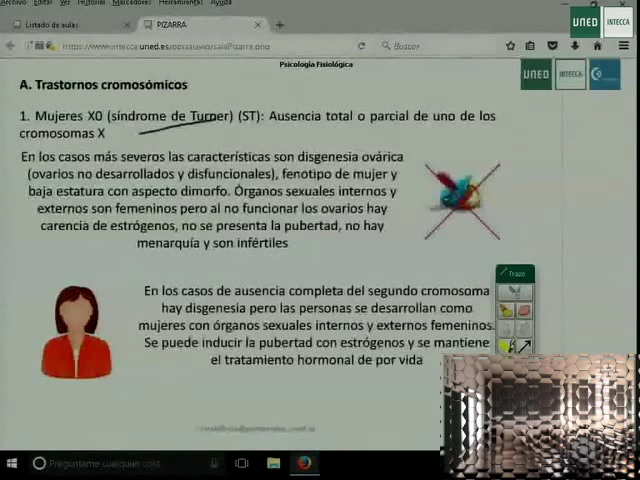 Historial Marcadores Herramientas Ayuda
Listado de aulas
PIZARRA
Buscar
UNED
INTECCA
Psicología Fisiológica
UNED
INTECCA
A. Trastornos cromosómicos
1. Mujeres X0 (síndrome de Turner) (ST): Ausencia total o parcial de uno de los
cromosomas X
En los casos más severos las características son disgenesia ovárica
(ovarios no desarrollados y disfuncionales), fenotipo de mujer y
baja estatura con aspecto dimorfo. Órganos sexuales internos y
externos son femeninos pero al no funcionar los ovarios hay
carencia de estrógenos, no se presenta la pubertad, no hay
menarquía y son infértiles
Trazo
En los casos de ausencia completa del segundo cromosoma
hay disgenesia pero las personas se desarrollan como
mujeres con órganos sexuales internos y externos femeninos.
Se puede inducir la pubertad con estrógenos y se mantiene
el tratamiento hormonal de por vida
Pregúntame cualquier cosa